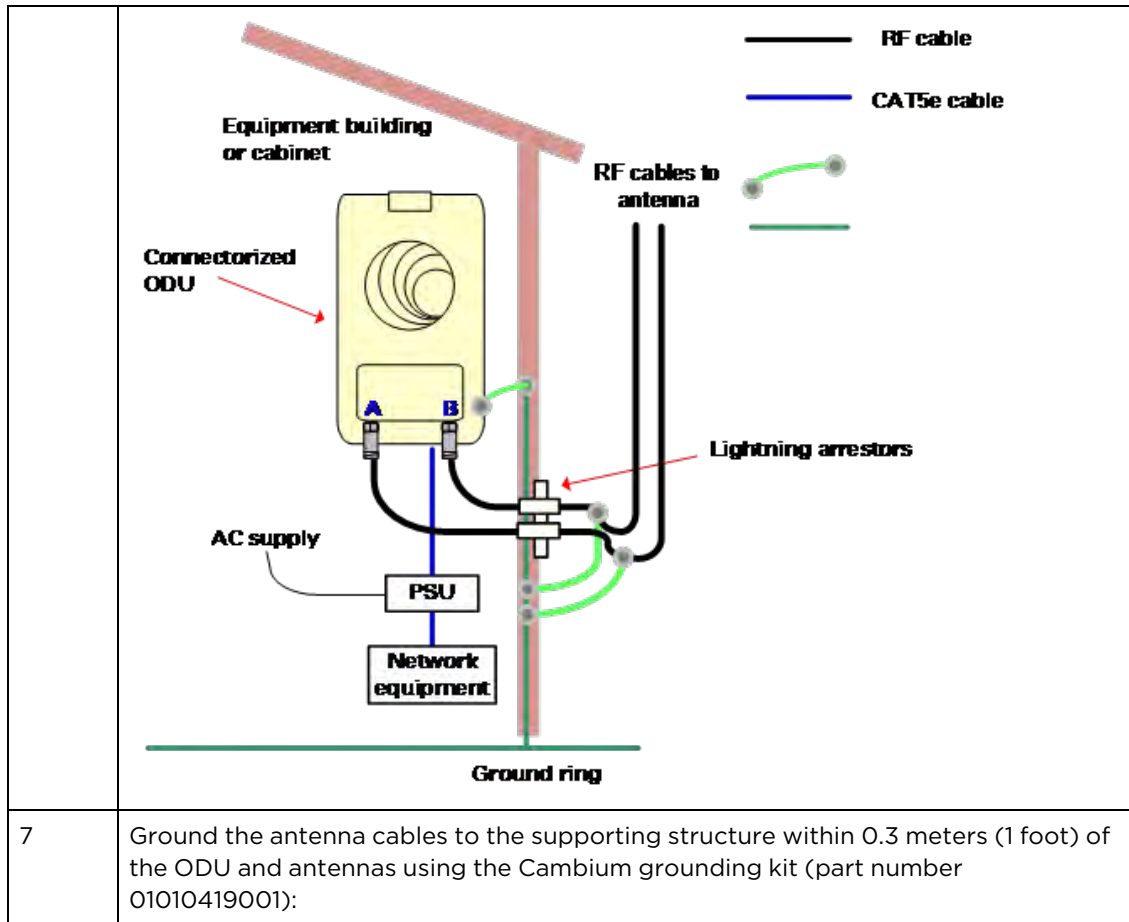 RF cable
CAT5e cable
Equipment building
or cabinet
RF cables to
antenna
Connectorized
ODU
A B
Lightning arrestors
AC supply
PSU
Network
equipment
Ground ring
7
Ground the antenna cables to the supporting structure within 0.3 meters (1 foot) of
the ODU and antennas using the Cambium grounding kit (part number
01010419001):